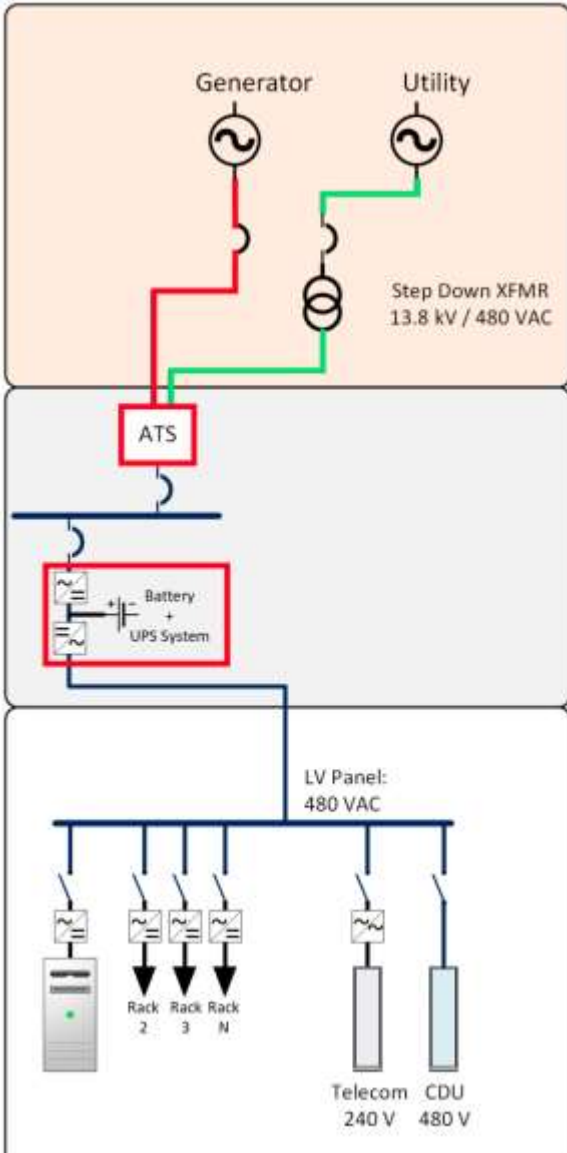 Generator
Utility
Step Down XFMR
13.8 kV / 480 VAC
ATS
+ -
Battery
+
UPS System
LV Panel:
480 VAC
Rack
2
Rack
3
Rack
N
Telecom
240 V
CDU
480 V